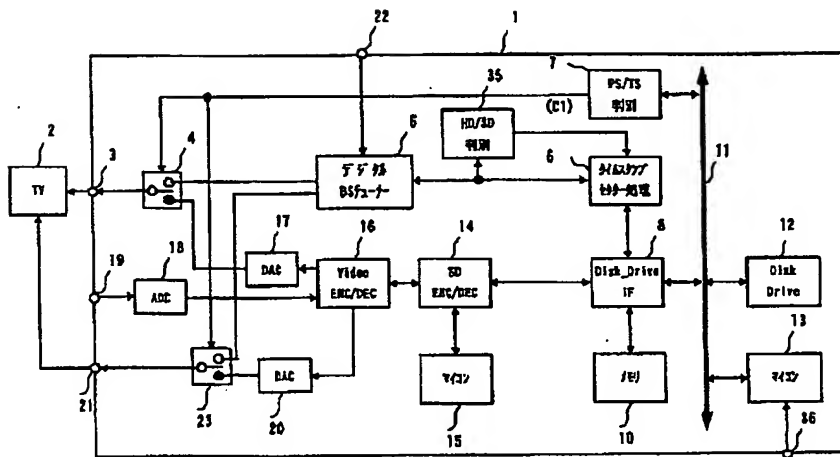 22
1
7
35
PS/TS
判別
(C1)
2
3
4
6
HD/SD
判別
6
11
TV
デジタル
BSチューナー
タイムスタンプ
セクター処理
17
16
14
8
12
19
18
DAC
Video
ENC/DEC
SD
ENC/DEC
Disk_Drive
IF
Disk
Drive
ADC
13
DAC
マイコン
メモリ
マイコン
21
23
20
15
10
36